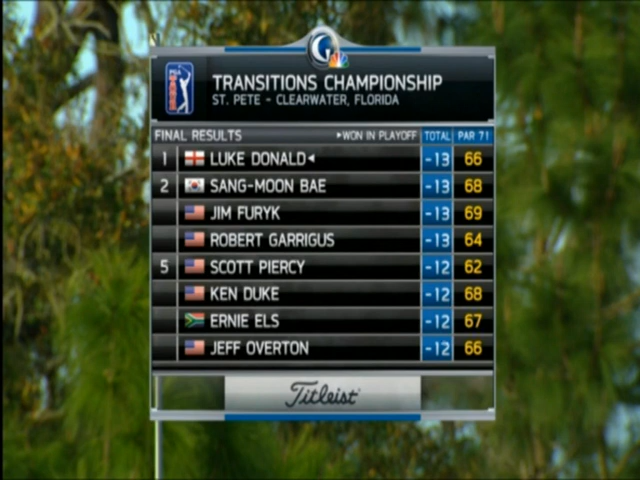 G
PGA TOUR
TRANSITIONS CHAMPIONSHIP
ST. PETE - CLEARWATER, FLORIDA
FINAL RESULTS ▸WON IN PLAYOFF TOTAL PAR 71
1 LUKE DONALD◂ -13 66
2 SANG-MOON BAE -13 68
JIM FURYK -13 69
ROBERT GARRIGUS -13 64
5 SCOTT PIERCY -12 62
KEN DUKE -12 68
ERNIE ELS -12 67
JEFF OVERTON -12 66
Titleist